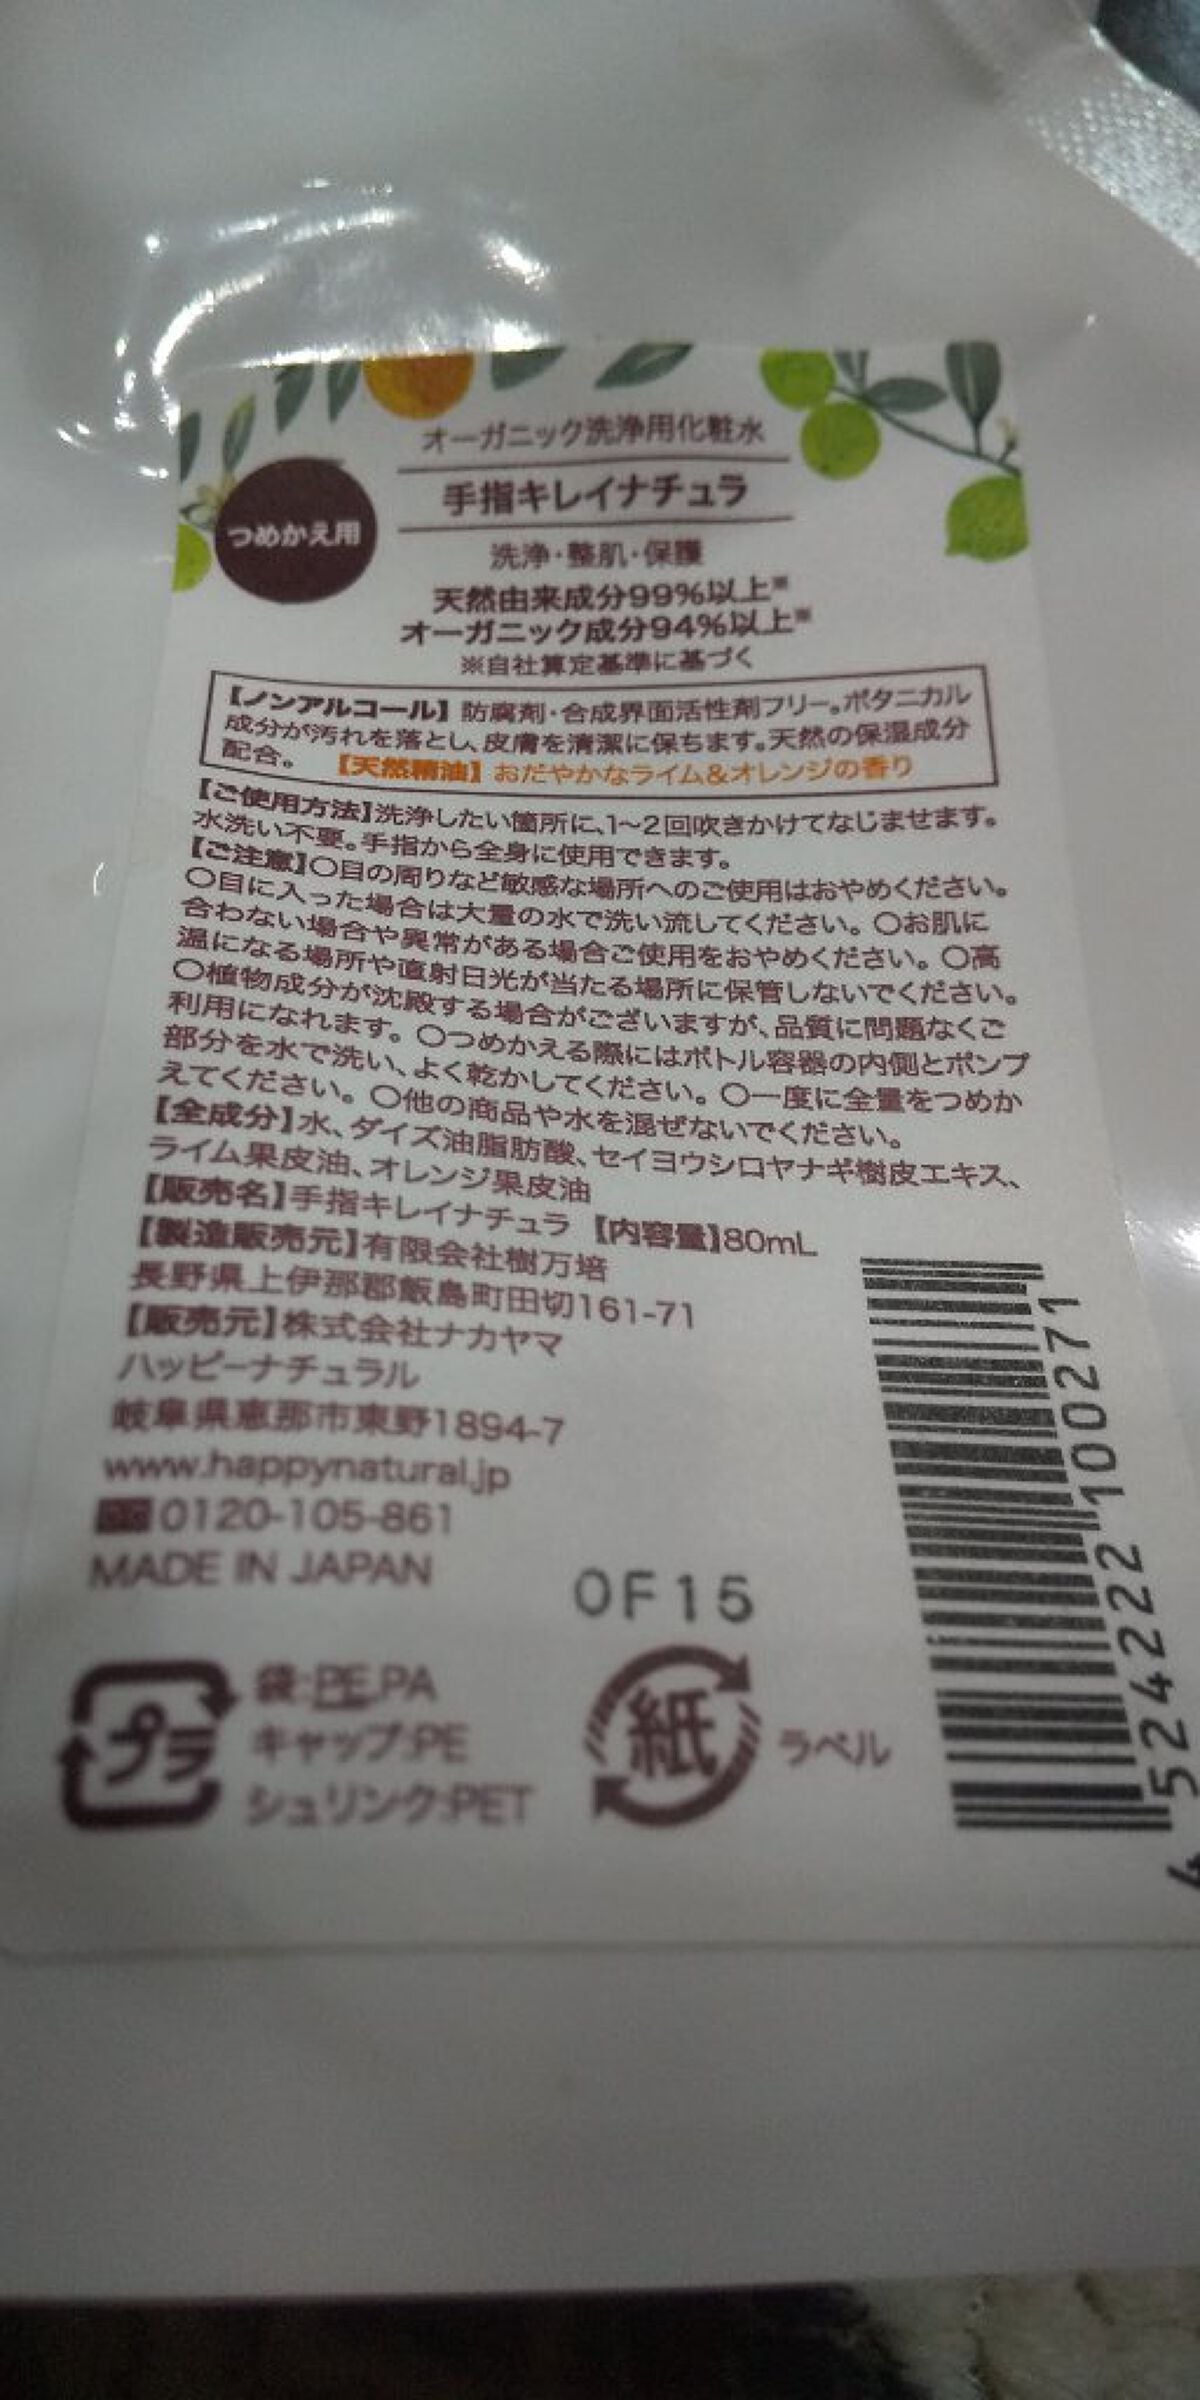 オーガニック洗浄用化粧水
つめかえ用
手指キレイナチュラ
洗浄・整肌・保護
天然由来成分99%以上※
オーガニック成分94%以上※
※自社算定基準に基づく
【ノンアルコール】防腐剤・合成界面活性剤フリー。ボタニカル
成分が汚れを落とし、皮膚を清潔に保ちます。天然の保湿成分
配合。 【天然精油】おだやかなライム&オレンジの香り
【ご使用方法】洗浄したい箇所に、1〜2回吹きかけてなじませます。
水洗い不要。手指から全身に使用できます。
【ご注意】〇目の周りなど敏感な場所へのご使用はおやめください。
〇目に入った場合は大量の水で洗い流してください。〇お肌に
合わない場合や異常がある場合ご使用をおやめください。〇高
温になる場所や直射日光が当たる場所に保管しないでください。
〇植物成分が沈殿する場合がございますが、品質に問題なくご
利用になれます。〇つめかえる際にはボトル容器の内側とポンプ
部分を水で洗い、よく乾かしてください。〇一度に全量をつめか
えてください。〇他の商品や水を混ぜないでください。
【全成分】水、ダイズ油脂肪酸、セイヨウシロヤナギ樹皮エキス、
ライム果皮油、オレンジ果皮油
【販売名】手指キレイナチュラ 【内容量】80mL
【製造販売元】有限会社樹万培
長野県上伊那郡飯島町田切161-71
【販売元】株式会社ナカヤマ
ハッピーナチュラル
岐阜県恵那市東野1894-7
www.happynatural.jp
0120-105-861
MADE IN JAPAN
OF15
プラ
袋:PE,PA
キャップ:PE
シュリンク:PET
紙
ラベル
4 524222 100271